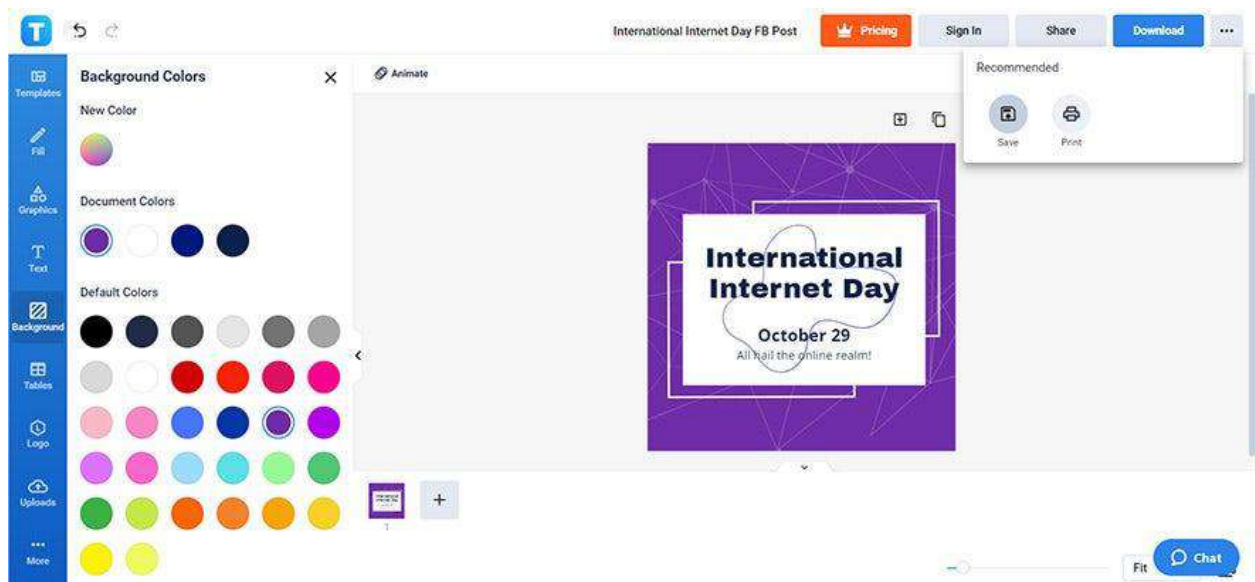 T
International Internet Day FB Post
Pricing
Sign In
Share
Download
Templates
Fill
Graphics
T
Text
Background
Tables
Logo
Uploads
More
Background Colors
New Color
Document Colors
Default Colors
Animate
Recommended
Save
Print
International
Internet Day
October 29
All hail the online realm!
1
Fit
Chat